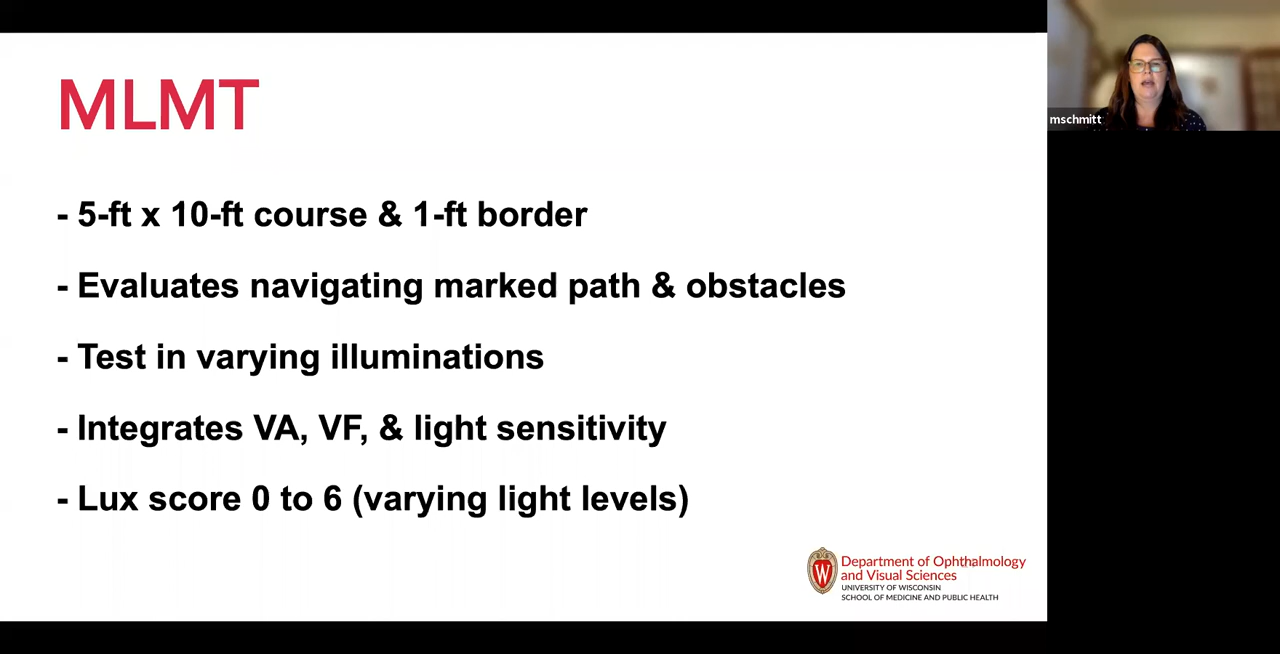 MLMT
- 5-ft x 10-ft course & 1-ft border
- Evaluates navigating marked path & obstacles
- Test in varying illuminations
- Integrates VA, VF, & light sensitivity
- Lux score 0 to 6 (varying light levels)
W
Department of Ophthalmology
and Visual Sciences
UNIVERSITY OF WISCONSIN
SCHOOL OF MEDICINE AND PUBLIC HEALTH
mschmitt